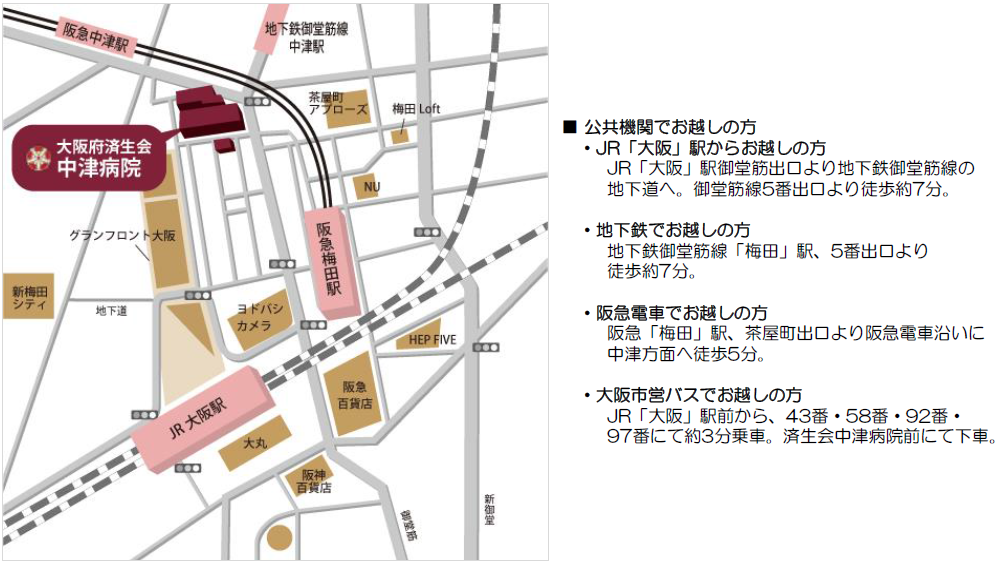 阪急中津駅
地下鉄御堂筋線
中津駅
大阪府済生会
中津病院
茶屋町
アプローズ
梅田 Loft
NU
阪急梅田駅
グランフロント大阪
新梅田
シティ
地下道
ヨドバシ
カメラ
HEP FIVE
JR 大阪駅
阪急
百貨店
大丸
阪神
百貨店
御堂筋
新御堂
■ 公共機関でお越しの方
・JR「大阪」駅からお越しの方
JR「大阪」駅御堂筋出口より地下鉄御堂筋線の
地下道へ。御堂筋線5番出口より徒歩約7分。
・地下鉄でお越しの方
地下鉄御堂筋線「梅田」駅、5番出口より
徒歩約7分。
・阪急電車でお越しの方
阪急「梅田」駅、茶屋町出口より阪急電車沿いに
中津方面へ徒歩5分。
・大阪市営バスでお越しの方
JR「大阪」駅前から、43番・58番・92番・
97番にて約3分乗車。済生会中津病院前にて下車。